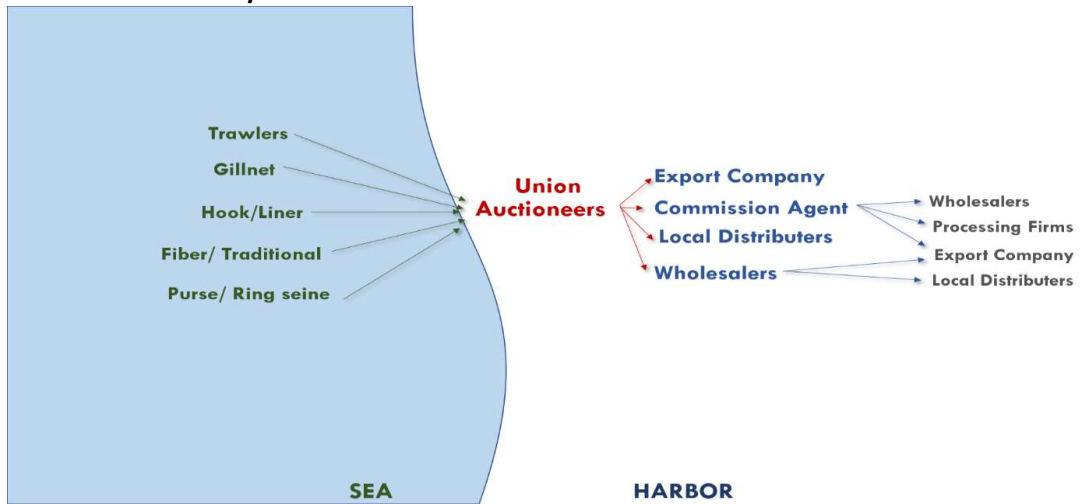 Trawlers
Gillnet
Hook/Liner
Fiber/ Traditional
Purse/ Ring seine
Union
Auctioneers
Export Company
Commission Agent
Local Distributers
Wholesalers
Wholesalers
Processing Firms
Export Company
Local Distributers
SEA
HARBOR